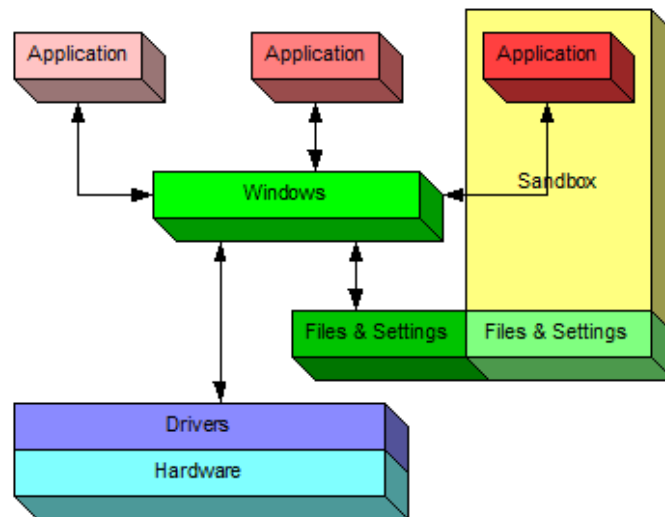 Application
Application
Application
Sandbox
Windows
Files & Settings
Files & Settings
Drivers
Hardware